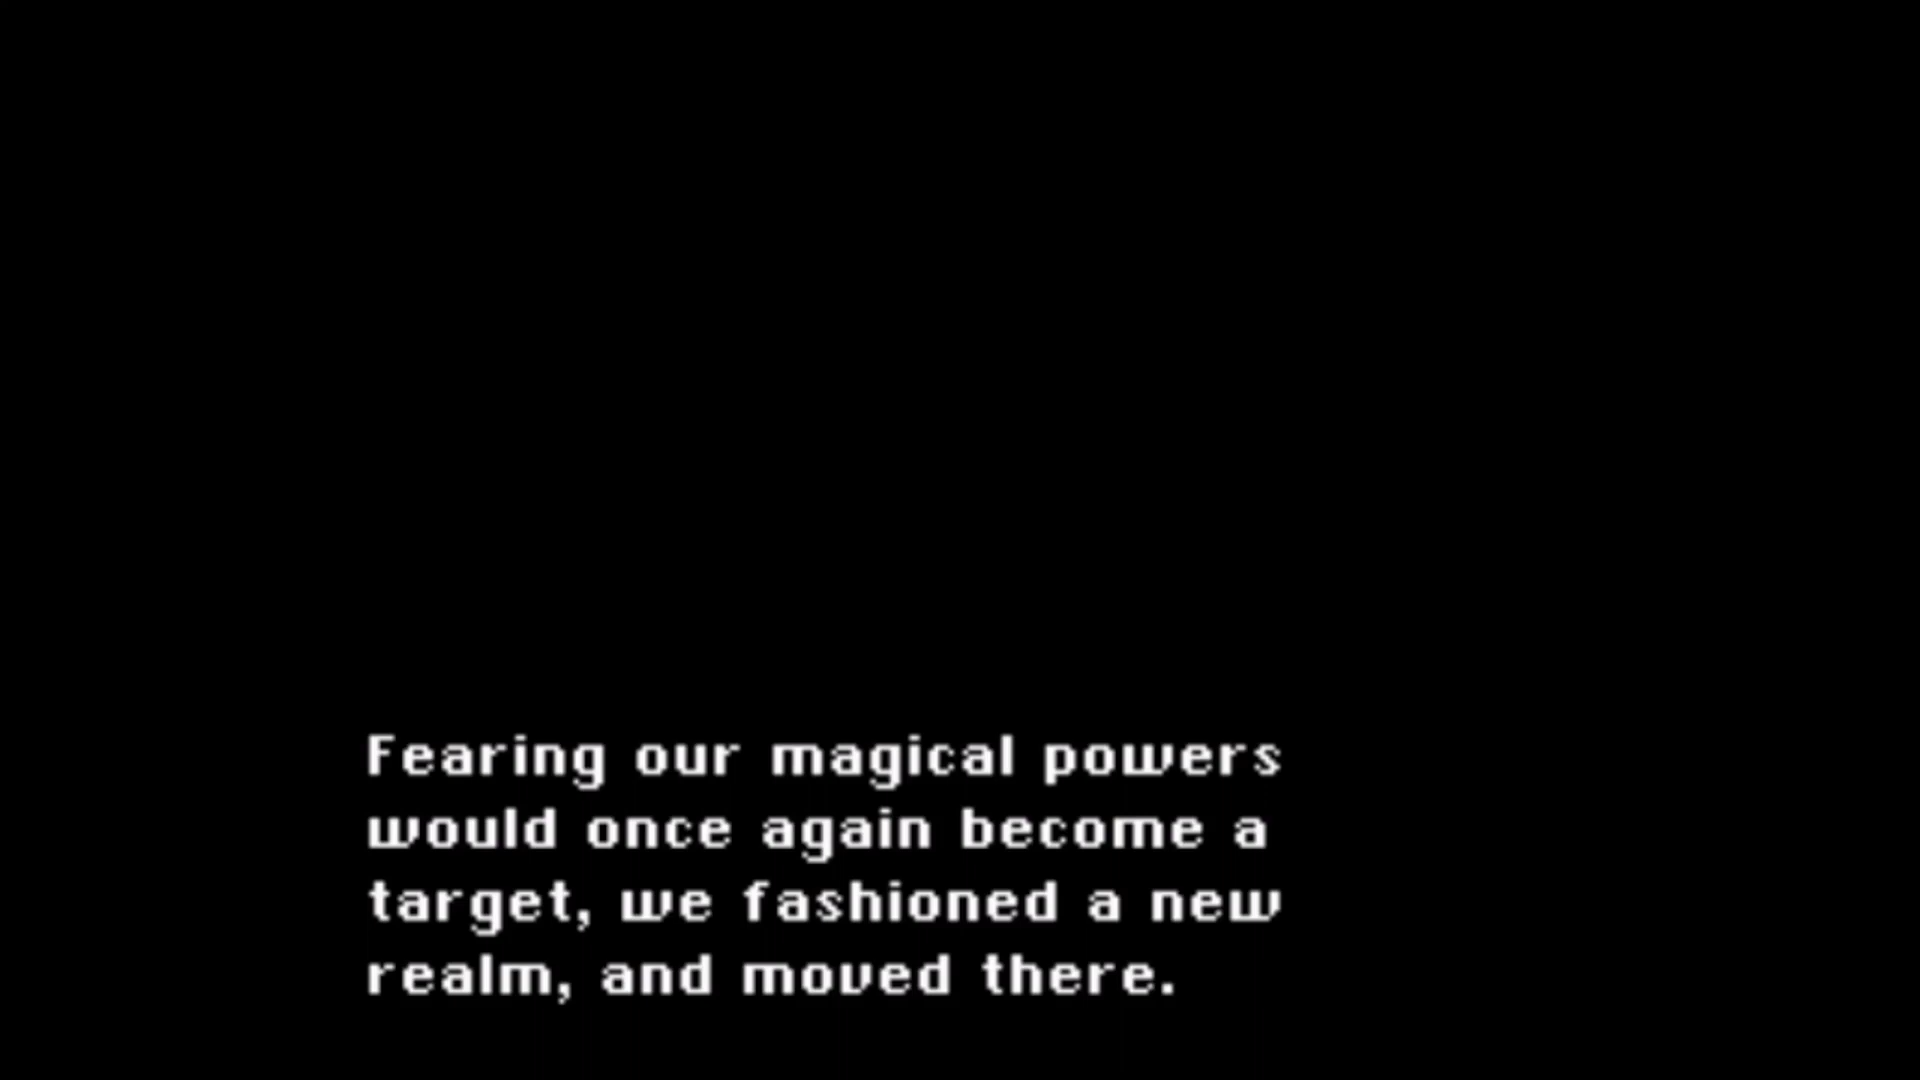 Fearing our magical powers
would once again become a
target, we fashioned a new
realm, and moved there.